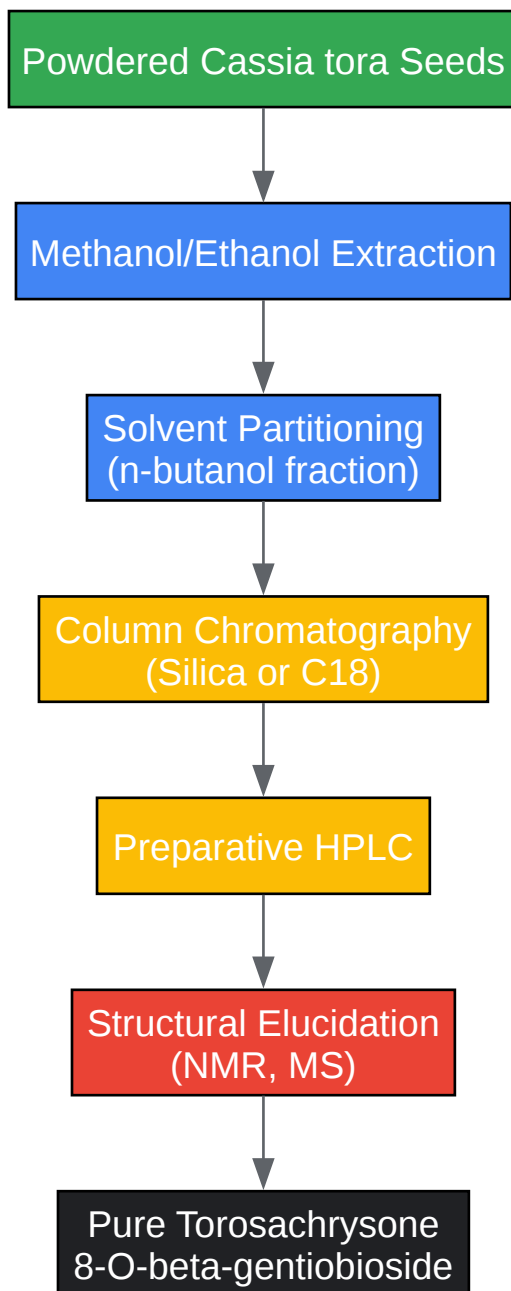 Powdered Cassia tora Seeds
Methanol/Ethanol Extraction
Solvent Partitioning
(n-butanol fraction)
Column Chromatography
(Silica or C18)
Preparative HPLC
Structural Elucidation
(NMR, MS)
Pure Torosachrysone
8-O-beta-gentiobioside